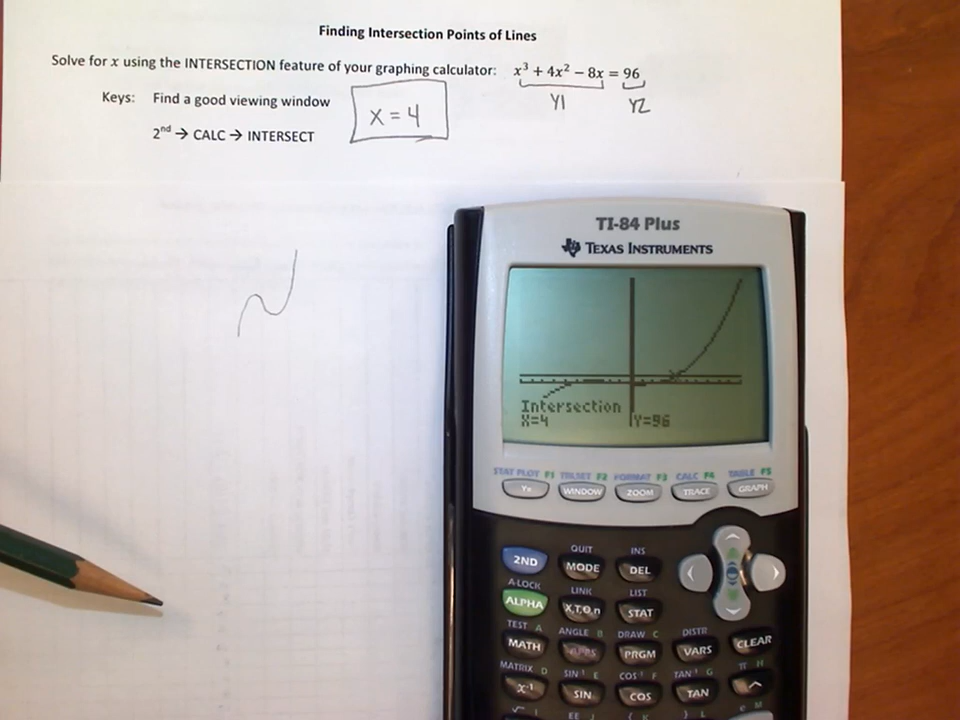 Finding Intersection Points of Lines
Solve for x using the INTERSECTION feature of your graphing calculator: x³ + 4x² − 8x = 96
Y1 Y2
Keys: Find a good viewing window
2nd → CALC → INTERSECT
X = 4
TI-84 Plus
TEXAS INSTRUMENTS
Intersection
X=4 Y=96
STAT PLOT F1 TBLSET F2 FORMAT F3 CALC F4 TABLE F5
Y= WINDOW ZOOM TRACE GRAPH
QUIT INS
2ND MODE DEL
A-LOCK LINK LIST
ALPHA X,T,Θ,n STAT
TEST A ANGLE B DRAW C DISTR
MATH APPS PRGM VARS CLEAR
MATRIX D SIN⁻¹ E COS⁻¹ F TAN⁻¹ G π H
x⁻¹ SIN COS TAN ^
EE J